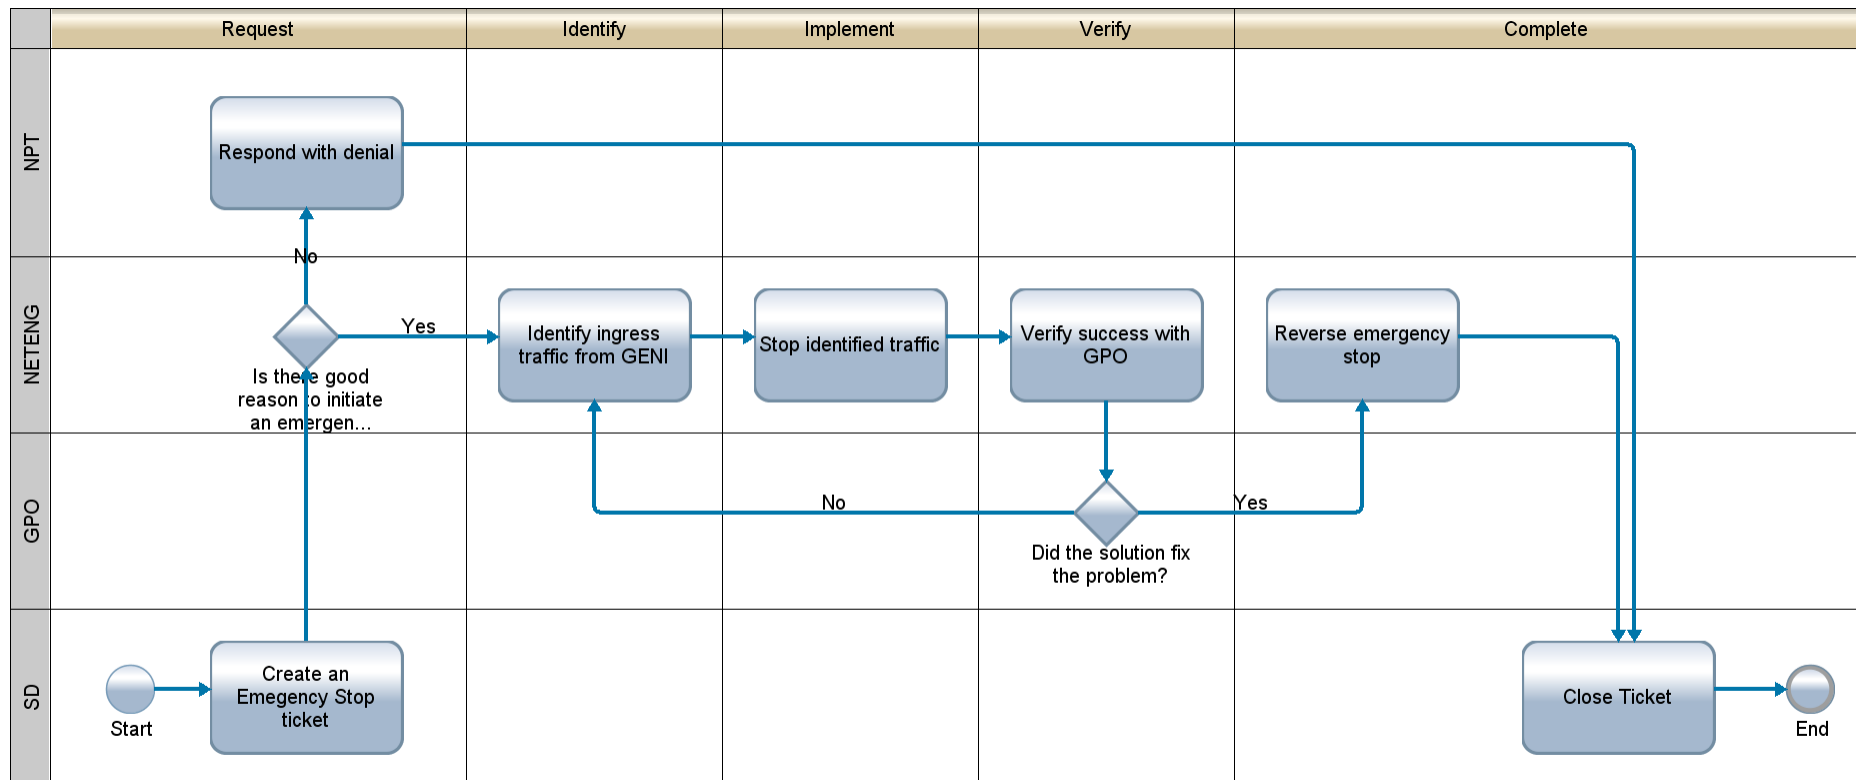 Request
Identify
Implement
Verify
Complete
NPT
Respond with denial
No
NETENG
Yes
Is there good
reason to initiate
an emergen...
Identify ingress
traffic from GENI
Stop identified traffic
Verify success with
GPO
Reverse emergency
stop
GPO
No
Yes
Did the solution fix
the problem?
SD
Start
Create an
Emegency Stop
ticket
Close Ticket
End